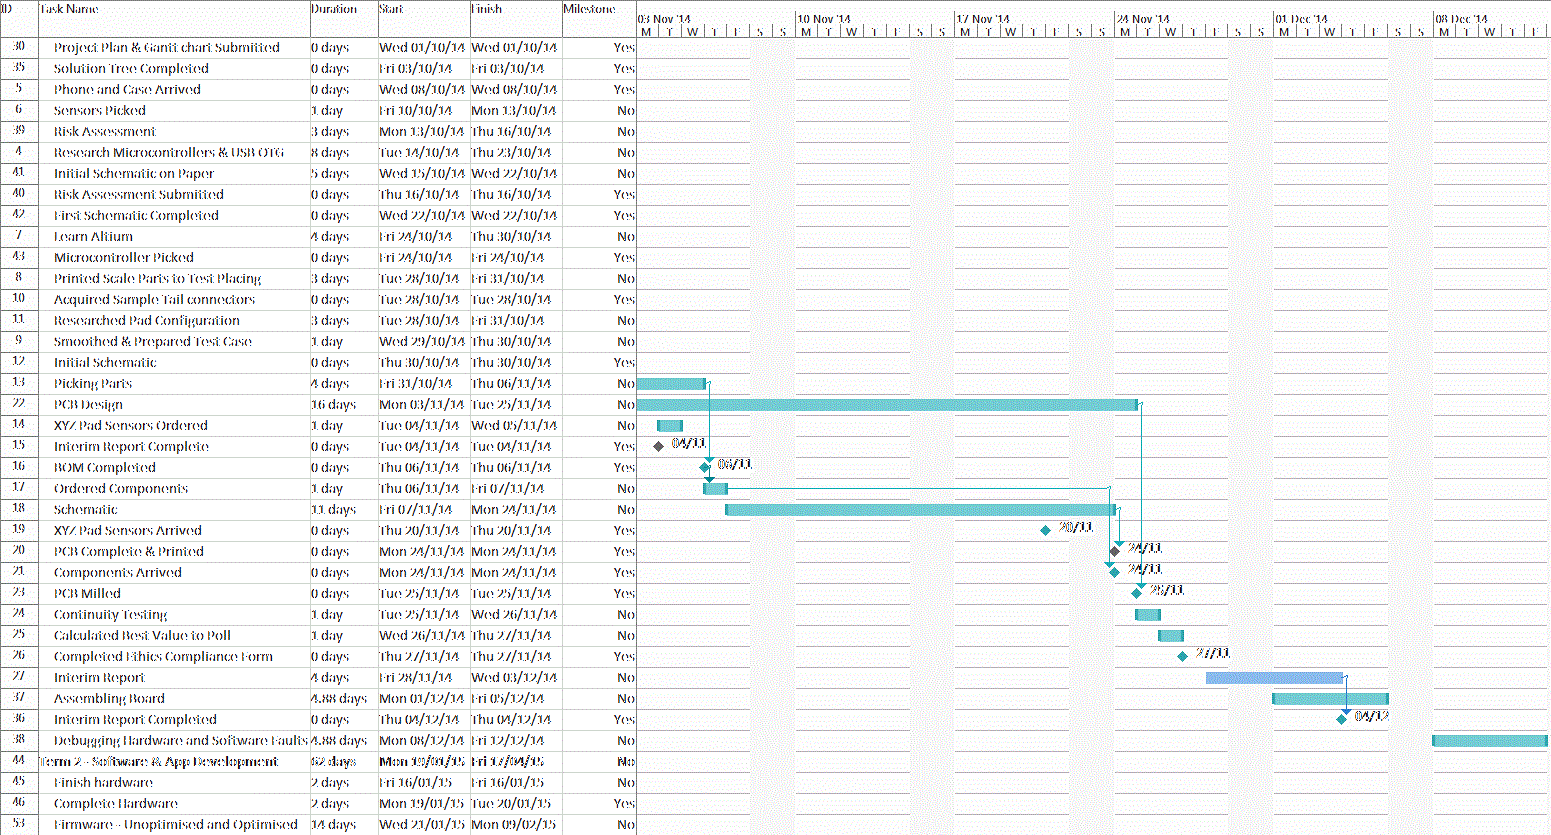 ID Task Name Duration Start Finish Milestone
03 Nov '14 10 Nov '14 17 Nov '14 24 Nov '14 01 Dec '14 08 Dec '14
M T W T F S S M T W T F S S M T W T F S S M T W T F S S M T W T F S S M T W T F
30 Project Plan & Gantt chart Submitted 0 days Wed 01/10/14 Wed 01/10/14 Yes
35 Solution Tree Completed 0 days Fri 03/10/14 Fri 03/10/14 Yes
5 Phone and Case Arrived 0 days Wed 08/10/14 Wed 08/10/14 Yes
6 Sensors Picked 1 day Fri 10/10/14 Mon 13/10/14 No
39 Risk Assessment 3 days Mon 13/10/14 Thu 16/10/14 No
4 Research Microcontrollers & USB OTG 8 days Tue 14/10/14 Thu 23/10/14 No
41 Initial Schematic on Paper 5 days Wed 15/10/14 Wed 22/10/14 No
40 Risk Assessment Submitted 0 days Thu 16/10/14 Thu 16/10/14 Yes
42 First Schematic Completed 0 days Wed 22/10/14 Wed 22/10/14 Yes
7 Learn Altium 4 days Fri 24/10/14 Thu 30/10/14 No
43 Microcontroller Picked 0 days Fri 24/10/14 Fri 24/10/14 Yes
8 Printed Scale Parts to Test Placing 3 days Tue 28/10/14 Fri 31/10/14 No
10 Acquired Sample Tail connectors 0 days Tue 28/10/14 Tue 28/10/14 Yes
11 Researched Pad Configuration 3 days Tue 28/10/14 Fri 31/10/14 No
9 Smoothed & Prepared Test Case 1 day Wed 29/10/14 Thu 30/10/14 No
12 Initial Schematic 0 days Thu 30/10/14 Thu 30/10/14 Yes
13 Picking Parts 4 days Fri 31/10/14 Thu 06/11/14 No
22 PCB Design 16 days Mon 03/11/14 Tue 25/11/14 No
14 XYZ Pad Sensors Ordered 1 day Tue 04/11/14 Wed 05/11/14 No
15 Interim Report Complete 0 days Tue 04/11/14 Tue 04/11/14 Yes 04/11
16 BOM Completed 0 days Thu 06/11/14 Thu 06/11/14 Yes 06/11
17 Ordered Components 1 day Thu 06/11/14 Fri 07/11/14 No
18 Schematic 11 days Fri 07/11/14 Mon 24/11/14 No
19 XYZ Pad Sensors Arrived 0 days Thu 20/11/14 Thu 20/11/14 Yes 20/11
20 PCB Complete & Printed 0 days Mon 24/11/14 Mon 24/11/14 Yes 24/11
21 Components Arrived 0 days Mon 24/11/14 Mon 24/11/14 Yes 24/11
23 PCB Milled 0 days Tue 25/11/14 Tue 25/11/14 Yes 25/11
24 Continuity Testing 1 day Tue 25/11/14 Wed 26/11/14 No
25 Calculated Best Value to Poll 1 day Wed 26/11/14 Thu 27/11/14 No
26 Completed Ethics Compliance Form 0 days Thu 27/11/14 Thu 27/11/14 Yes 27/11
27 Interim Report 4 days Fri 28/11/14 Wed 03/12/14 No
37 Assembling Board 4.88 days Mon 01/12/14 Fri 05/12/14 No
36 Interim Report Completed 0 days Thu 04/12/14 Thu 04/12/14 Yes 04/12
38 Debugging Hardware and Software Faults 4.88 days Mon 08/12/14 Fri 12/12/14 No
44 Term 2 - Software & App Development 62 days Mon 19/01/15 Fri 17/04/15 No
45 Finish hardware 2 days Fri 16/01/15 Fri 16/01/15 No
46 Complete Hardware 2 days Mon 19/01/15 Tue 20/01/15 Yes
53 Firmware - Unoptimised and Optimised 14 days Wed 21/01/15 Mon 09/02/15 No